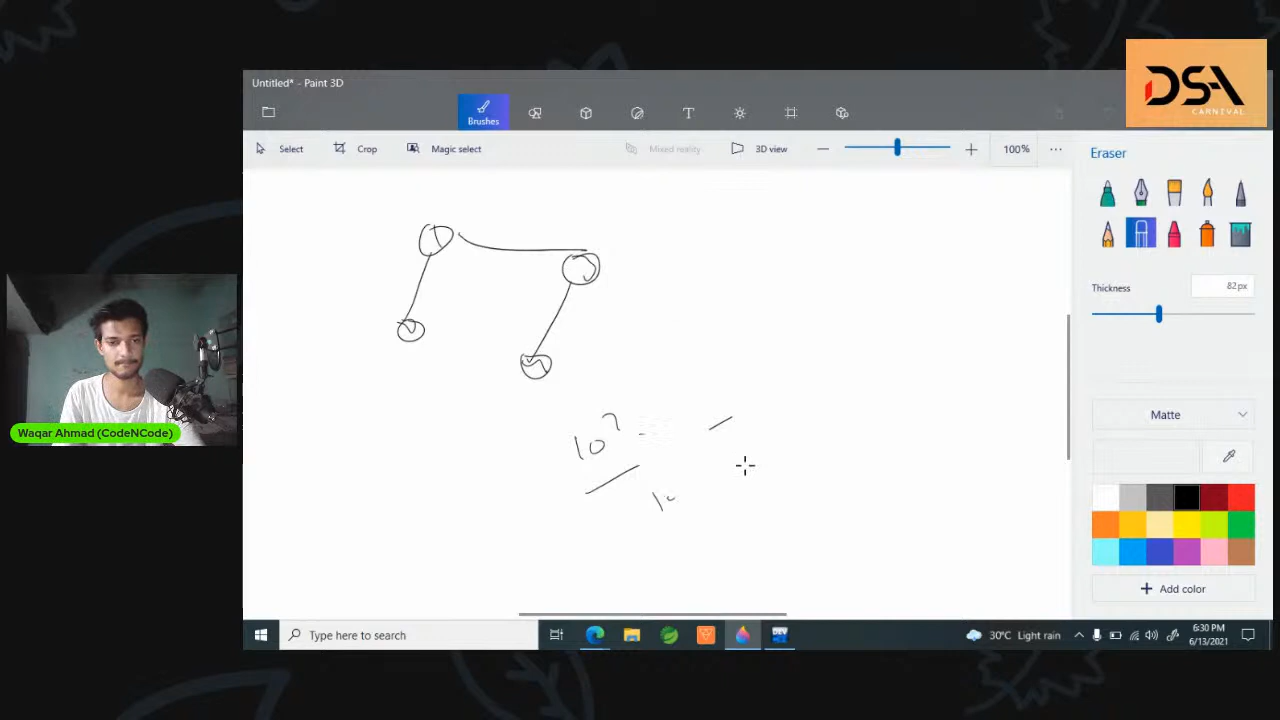 DSA
CARNIVAL
Untitled* - Paint 3D
Brushes
Select
Crop
Magic select
Mixed reality
3D view
100%
Eraser
Thickness
82px
Waqar Ahmad (CodeNCode)
Matte
10
Add color
Type here to search
DEV
30°C Light rain
6:30 PM
6/13/2021